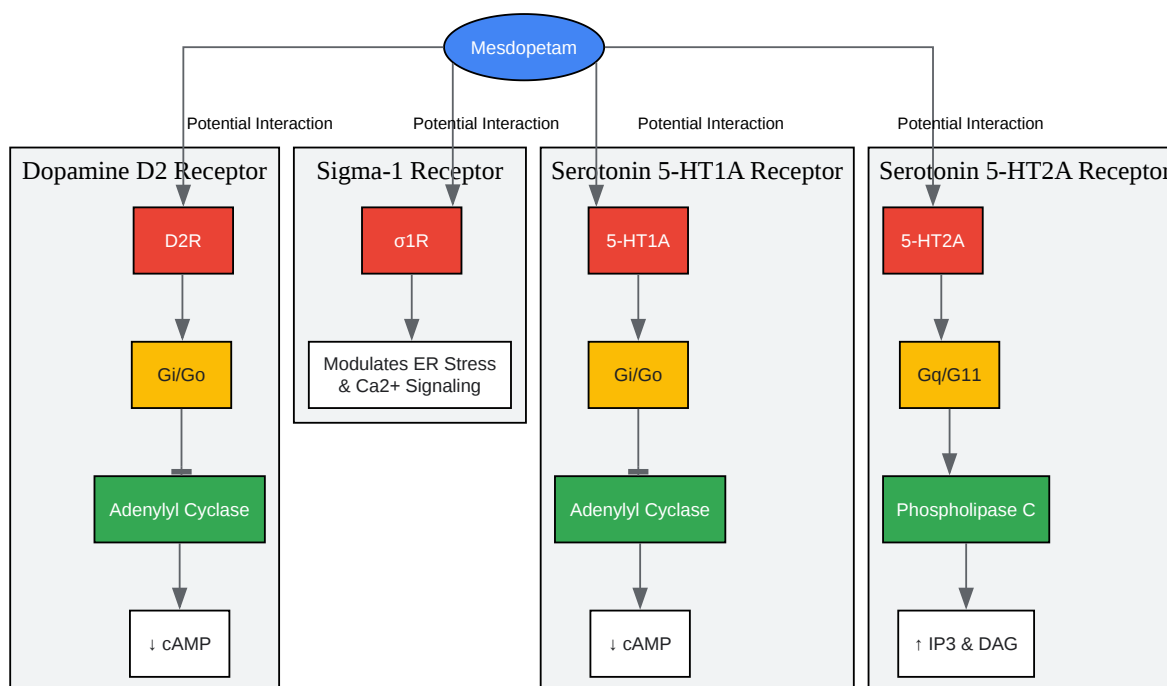 Mesdopetam
Potential Interaction
Potential Interaction
Potential Interaction
Potential Interaction
Dopamine D2 Receptor
D2R
Gi/Go
Adenylyl Cyclase
↓ cAMP
Sigma-1 Receptor
σ1R
Modulates ER Stress
& Ca2+ Signaling
Serotonin 5-HT1A Receptor
5-HT1A
Gi/Go
Adenylyl Cyclase
↓ cAMP
Serotonin 5-HT2A Receptor
5-HT2A
Gq/G11
Phospholipase C
↑ IP3 & DAG